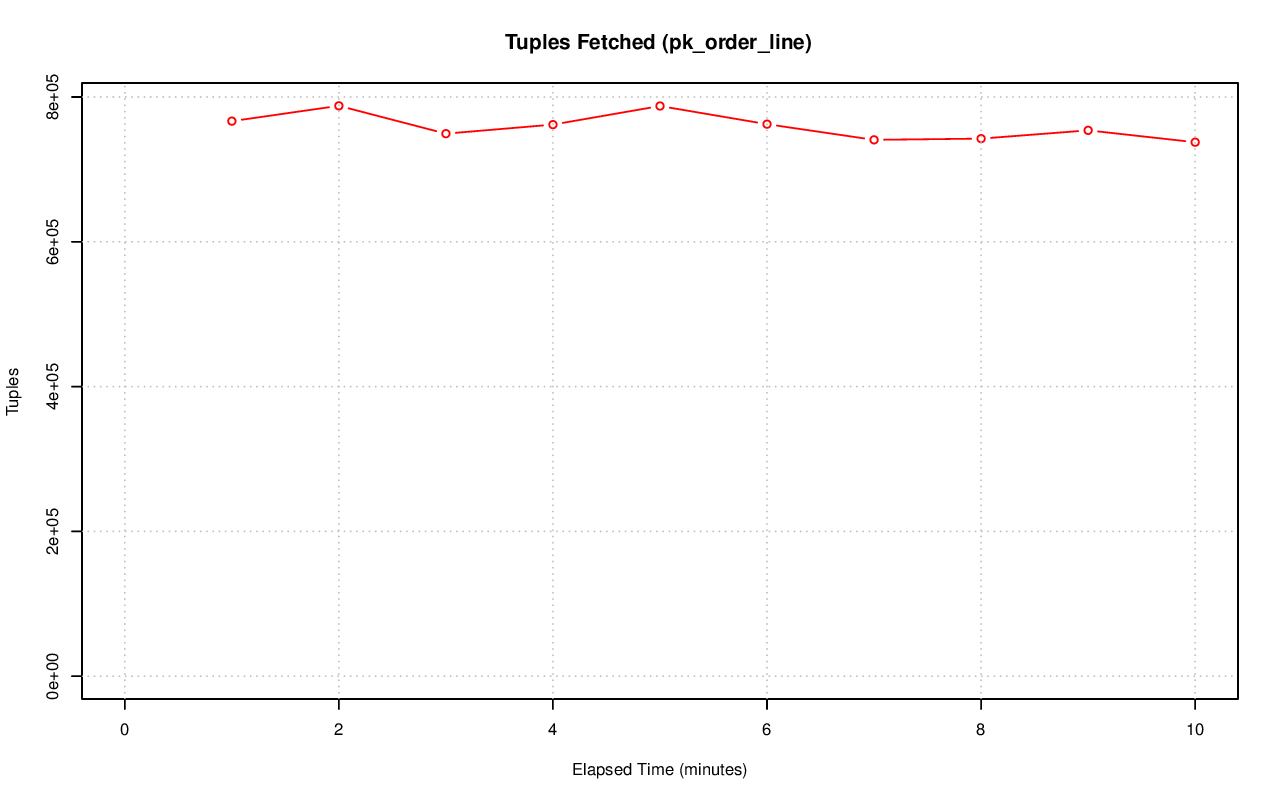 Tuples Fetched (pk_order_line)
8e+05
6e+05
4e+05
2e+05
0e+00
Tuples
0 2 4 6 8 10
Elapsed Time (minutes)